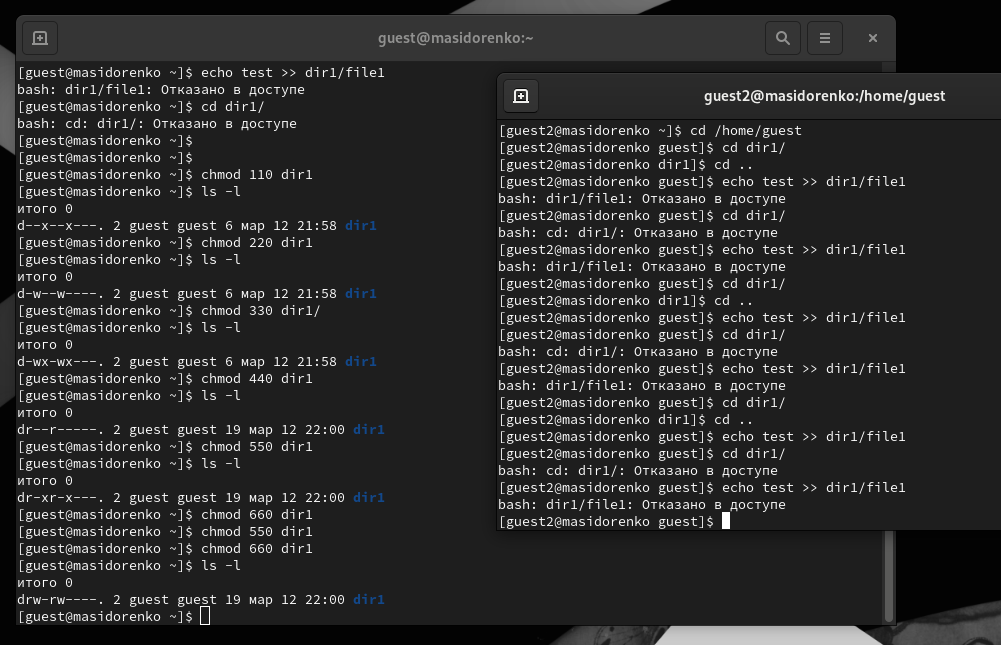 guest@masidorenko:~
[guest@masidorenko ~]$ echo test >> dir1/file1
bash: dir1/file1: Отказано в доступе
[guest@masidorenko ~]$ cd dir1/
bash: cd: dir1/: Отказано в доступе
[guest@masidorenko ~]$
[guest@masidorenko ~]$
[guest@masidorenko ~]$ chmod 110 dir1
[guest@masidorenko ~]$ ls -l
итого 0
d--x--x---. 2 guest guest 6 мар 12 21:58 dir1
[guest@masidorenko ~]$ chmod 220 dir1
[guest@masidorenko ~]$ ls -l
итого 0
d-w--w----. 2 guest guest 6 мар 12 21:58 dir1
[guest@masidorenko ~]$ chmod 330 dir1/
[guest@masidorenko ~]$ ls -l
итого 0
d-wx-wx---. 2 guest guest 6 мар 12 21:58 dir1
[guest@masidorenko ~]$ chmod 440 dir1
[guest@masidorenko ~]$ ls -l
итого 0
dr--r-----. 2 guest guest 19 мар 12 22:00 dir1
[guest@masidorenko ~]$ chmod 550 dir1
[guest@masidorenko ~]$ ls -l
итого 0
dr-xr-x---. 2 guest guest 19 мар 12 22:00 dir1
[guest@masidorenko ~]$ chmod 660 dir1
[guest@masidorenko ~]$ chmod 550 dir1
[guest@masidorenko ~]$ chmod 660 dir1
[guest@masidorenko ~]$ ls -l
итого 0
drw-rw----. 2 guest guest 19 мар 12 22:00 dir1
[guest@masidorenko ~]$
guest2@masidorenko:/home/guest
[guest2@masidorenko ~]$ cd /home/guest
[guest2@masidorenko guest]$ cd dir1/
[guest2@masidorenko dir1]$ cd ..
[guest2@masidorenko guest]$ echo test >> dir1/file1
bash: dir1/file1: Отказано в доступе
[guest2@masidorenko guest]$ cd dir1/
bash: cd: dir1/: Отказано в доступе
[guest2@masidorenko guest]$ echo test >> dir1/file1
bash: dir1/file1: Отказано в доступе
[guest2@masidorenko guest]$ cd dir1/
[guest2@masidorenko dir1]$ cd ..
[guest2@masidorenko guest]$ echo test >> dir1/file1
[guest2@masidorenko guest]$ cd dir1/
bash: cd: dir1/: Отказано в доступе
[guest2@masidorenko guest]$ echo test >> dir1/file1
bash: dir1/file1: Отказано в доступе
[guest2@masidorenko guest]$ cd dir1/
[guest2@masidorenko dir1]$ cd ..
[guest2@masidorenko guest]$ echo test >> dir1/file1
[guest2@masidorenko guest]$ cd dir1/
bash: cd: dir1/: Отказано в доступе
[guest2@masidorenko guest]$ echo test >> dir1/file1
bash: dir1/file1: Отказано в доступе
[guest2@masidorenko guest]$